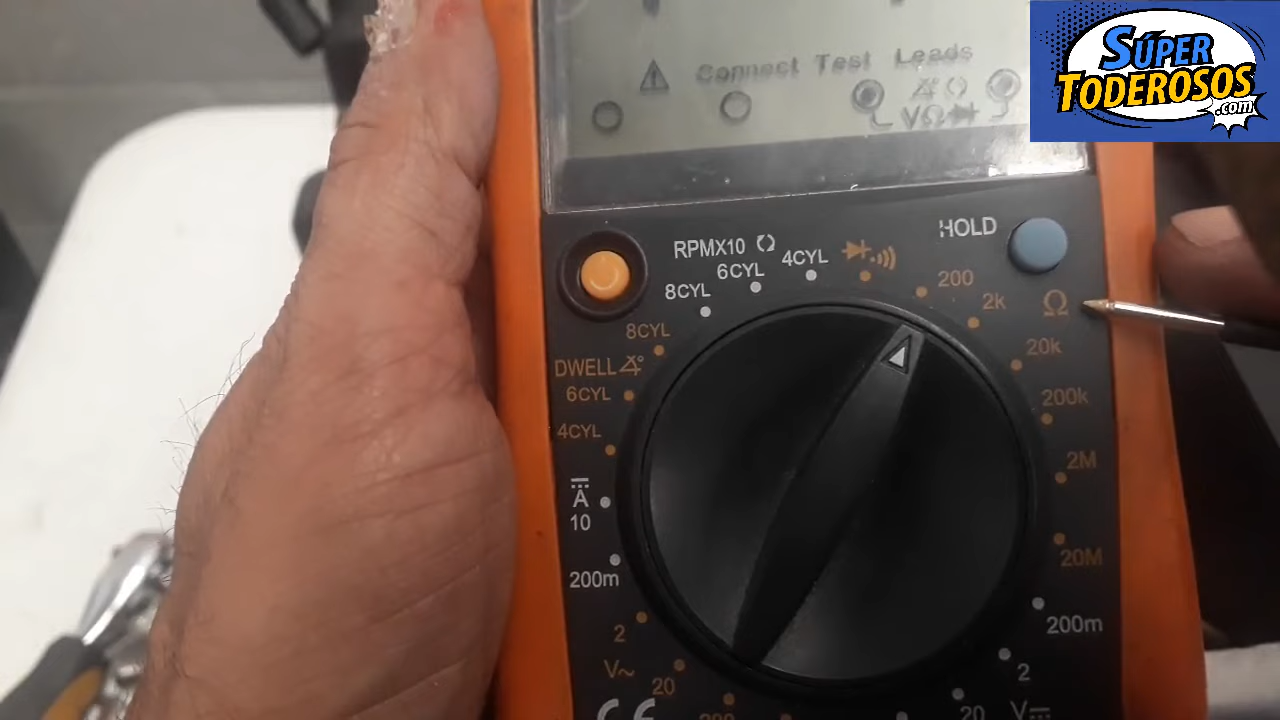 SÚPER
TODEROSOS
.com
Connect Test Leads
VΩ
HOLD
RPMX10
4CYL
6CYL
8CYL
200
2k
Ω
8CYL
20k
DWELL
6CYL
200k
4CYL
2M
A
10
20M
200m
200m
2
2
V~
20
20
V
CE